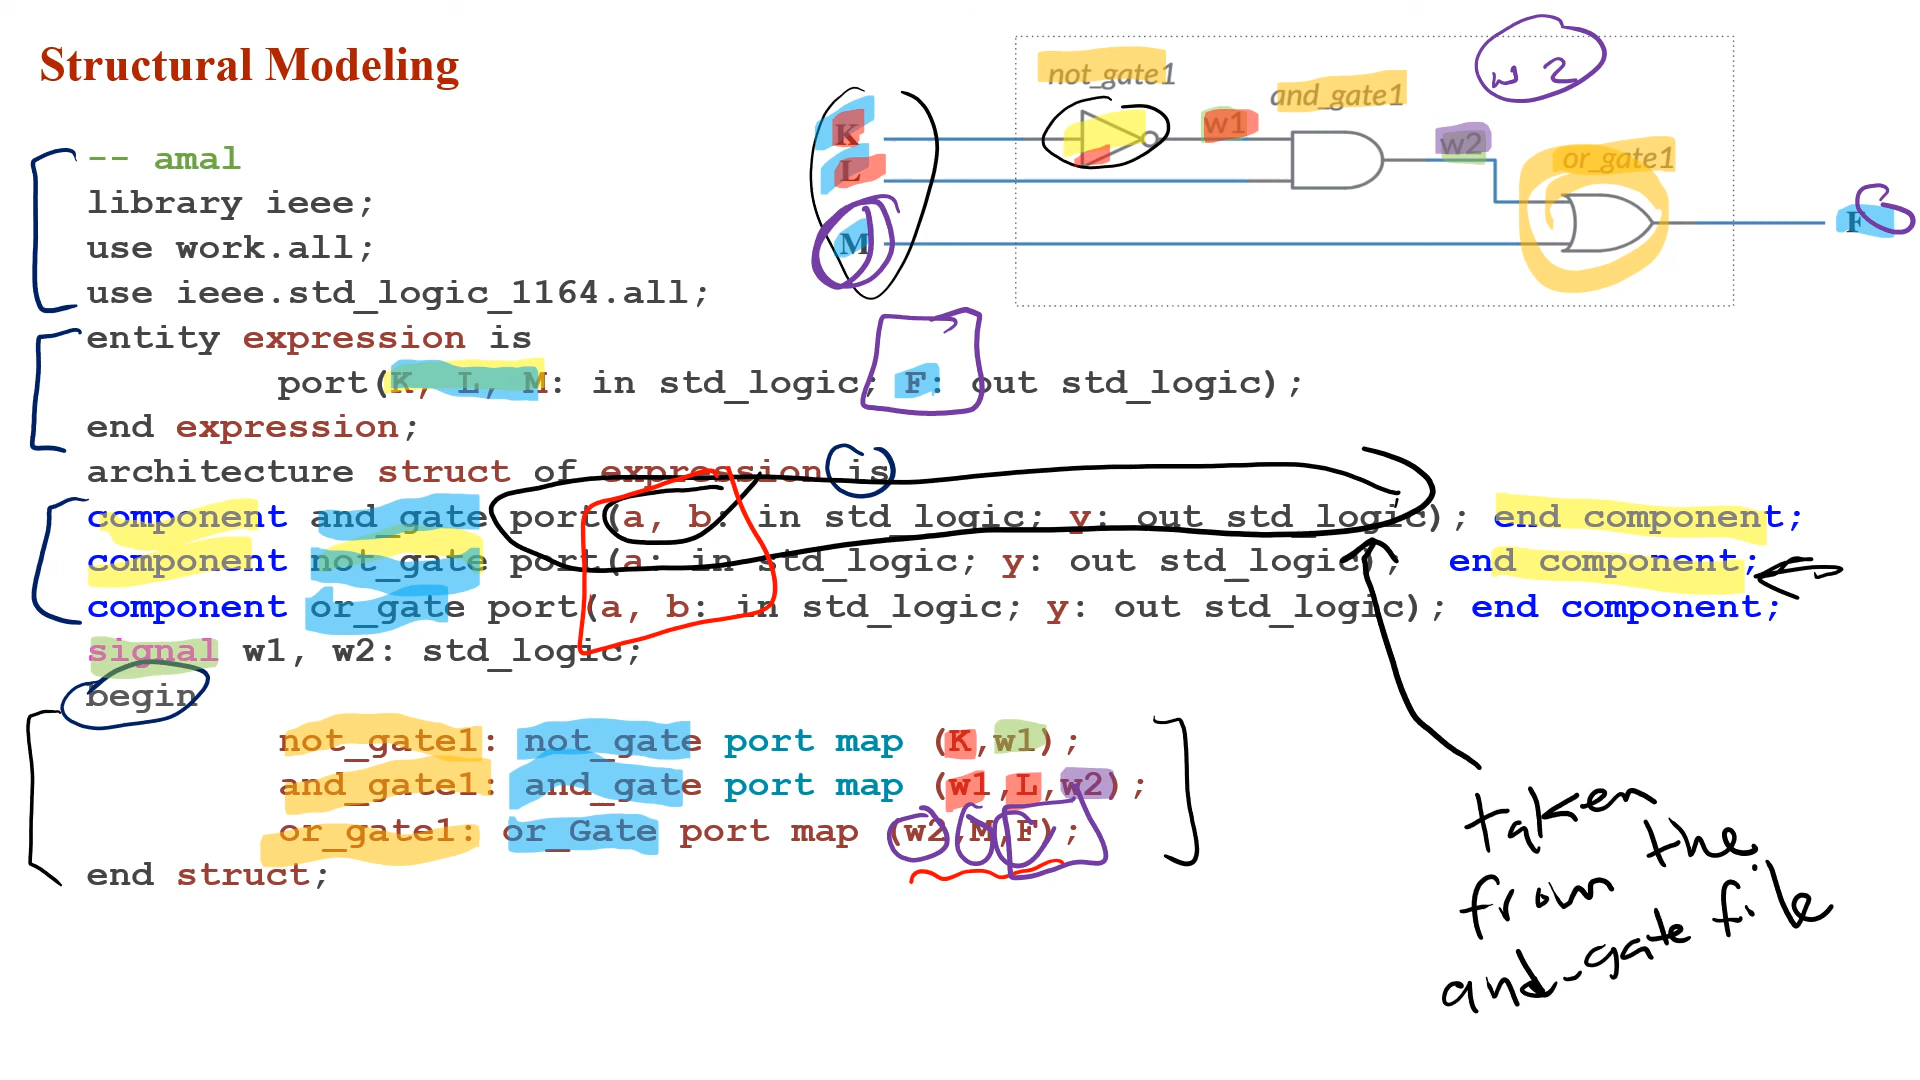 Structural Modeling
not_gate1
and_gate1
w 2
K
w1
w2
or_gate1
L
M
F
-- amal
library ieee;
use work.all;
use ieee.std_logic_1164.all;
entity expression is
port(K, L, M: in std_logic; F: out std_logic);
end expression;
architecture struct of expression is
component and_gate port(a, b: in std_logic; y: out std_logic); end component;
component not_gate port(a: in std_logic; y: out std_logic); end component;
component or_gate port(a, b: in std_logic; y: out std_logic); end component;
signal w1, w2: std_logic;
begin
not_gate1: not_gate port map (K,w1);
and_gate1: and_gate port map (w1,L,w2);
or_gate1: or_Gate port map (w2,M,F);
end struct;
taken
from the
and-gate file